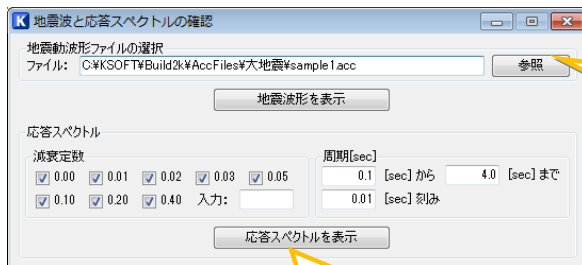 K 地震波と応答スペクトルの確認
地震動波形ファイルの選択
ファイル: C:¥KSOFT¥Build2k¥AccFiles¥大地震¥sample1.acc 参照
地震波形を表示
応答スペクトル
減衰定数 周期[sec]
0.00 0.01 0.02 0.03 0.05 0.1 [sec] から 4.0 [sec] まで
0.10 0.20 0.40 入力: 0.01 [sec] 刻み
応答スペクトルを表示